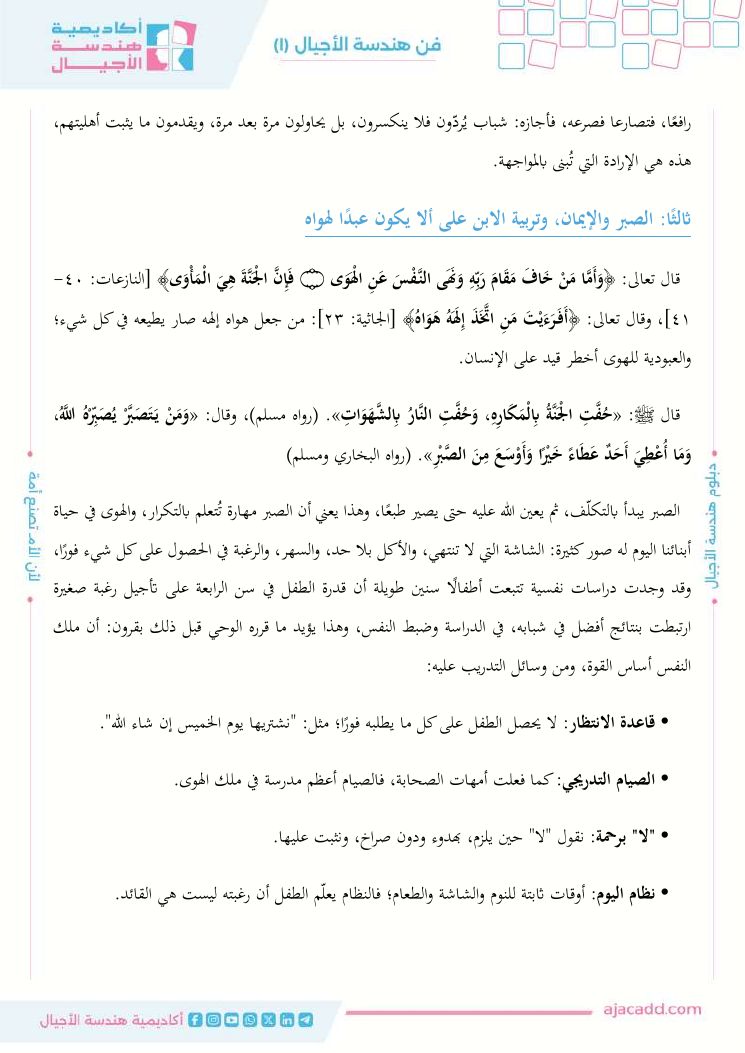 أكاديمية
هندسة
الأجيال
فن هندسة الأجيال (١)
رافعًا، فتصارعا فصرعه، فأجازه: شباب يُردّون فلا ينكسرون، بل يحاولون مرة بعد مرة، ويقدمون ما يثبت أهليتهم،
هذه هي الإرادة التي تُبنى بالمواجهة.
ثالثًا: الصبر والإيمان، وتربية الابن على ألا يكون عبدًا لهواه
قال تعالى: ﴿وَأَمَّا مَنْ خَافَ مَقَامَ رَبِّهِ وَنَهَى النَّفْسَ عَنِ الْهَوَى ۝ فَإِنَّ الْجَنَّةَ هِيَ الْمَأْوَى﴾ [النازعات: ٤٠–
٤١]، وقال تعالى: ﴿أَفَرَءَيْتَ مَنِ اتَّخَذَ إِلَهَهُ هَوَاهُ﴾ [الجاثية: ٢٣]: من جعل هواه إلهه صار يطيعه في كل شيء؛
والعبودية للهوى أخطر قيد على الإنسان.
قال ﷺ: «حُفَّتِ الْجَنَّةُ بِالْمَكَارِهِ، وَحُفَّتِ النَّارُ بِالشَّهَوَاتِ». (رواه مسلم)، وقال: «وَمَنْ يَتَصَبَّرْ يُصَبِّرْهُ اللَّهُ،
وَمَا أُعْطِيَ أَحَدٌ عَطَاءً خَيْرًا وَأَوْسَعَ مِنَ الصَّبْرِ». (رواه البخاري ومسلم)
الصبر يبدأ بالتكلّف، ثم يعين الله عليه حتى يصير طبعًا، وهذا يعني أن الصبر مهارة تُتعلم بالتكرار، والهوى في حياة
أبنائنا اليوم له صور كثيرة: الشاشة التي لا تنتهي، والأكل بلا حد، والسهر، والرغبة في الحصول على كل شيء فورًا،
وقد وجدت دراسات نفسية تتبعت أطفالًا سنين طويلة أن قدرة الطفل في سن الرابعة على تأجيل رغبة صغيرة
ارتبطت بنتائج أفضل في شبابه، في الدراسة وضبط النفس، وهذا يؤيد ما قرره الوحي قبل ذلك بقرون: أن ملك
النفس أساس القوة، ومن وسائل التدريب عليه:
• قاعدة الانتظار: لا يحصل الطفل على كل ما يطلبه فورًا؛ مثل: "نشتريها يوم الخميس إن شاء الله".
• الصيام التدريجي: كما فعلت أمهات الصحابة، فالصيام أعظم مدرسة في ملك الهوى.
• "لا" برحمة: نقول "لا" حين يلزم، بهدوء ودون صراخ، ونثبت عليها.
• نظام اليوم: أوقات ثابتة للنوم والشاشة والطعام؛ فالنظام يعلّم الطفل أن رغبته ليست هي القائد.
• دبلوم هندسة الأجيال •
• لأن الأمـ تصنع أمة •
ajacadd.com
أكاديمية هندسة الأجيال